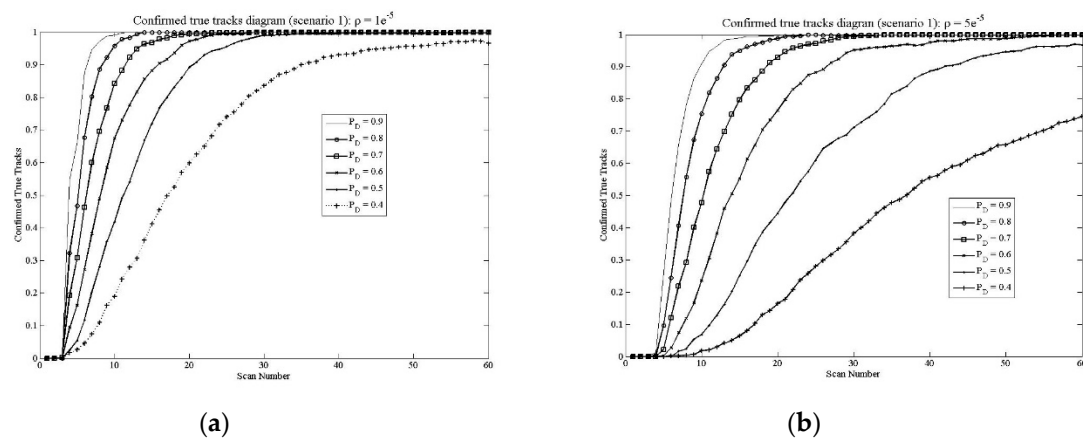 Confirmed true tracks diagram (scenario 1): ρ = 1e⁻⁵
Confirmed True Tracks
1
0.9
0.8
0.7
0.6
0.5
0.4
0.3
0.2
0.1
0
P_D = 0.9
P_D = 0.8
P_D = 0.7
P_D = 0.6
P_D = 0.5
P_D = 0.4
0 10 20 30 40 50 60
Scan Number
(a)
Confirmed true tracks diagram (scenario 1): ρ = 5e⁻⁵
Confirmed True Tracks
1
0.9
0.8
0.7
0.6
0.5
0.4
0.3
0.2
0.1
0
P_D = 0.9
P_D = 0.8
P_D = 0.7
P_D = 0.6
P_D = 0.5
P_D = 0.4
0 10 20 30 40 50 60
Scan Number
(b)